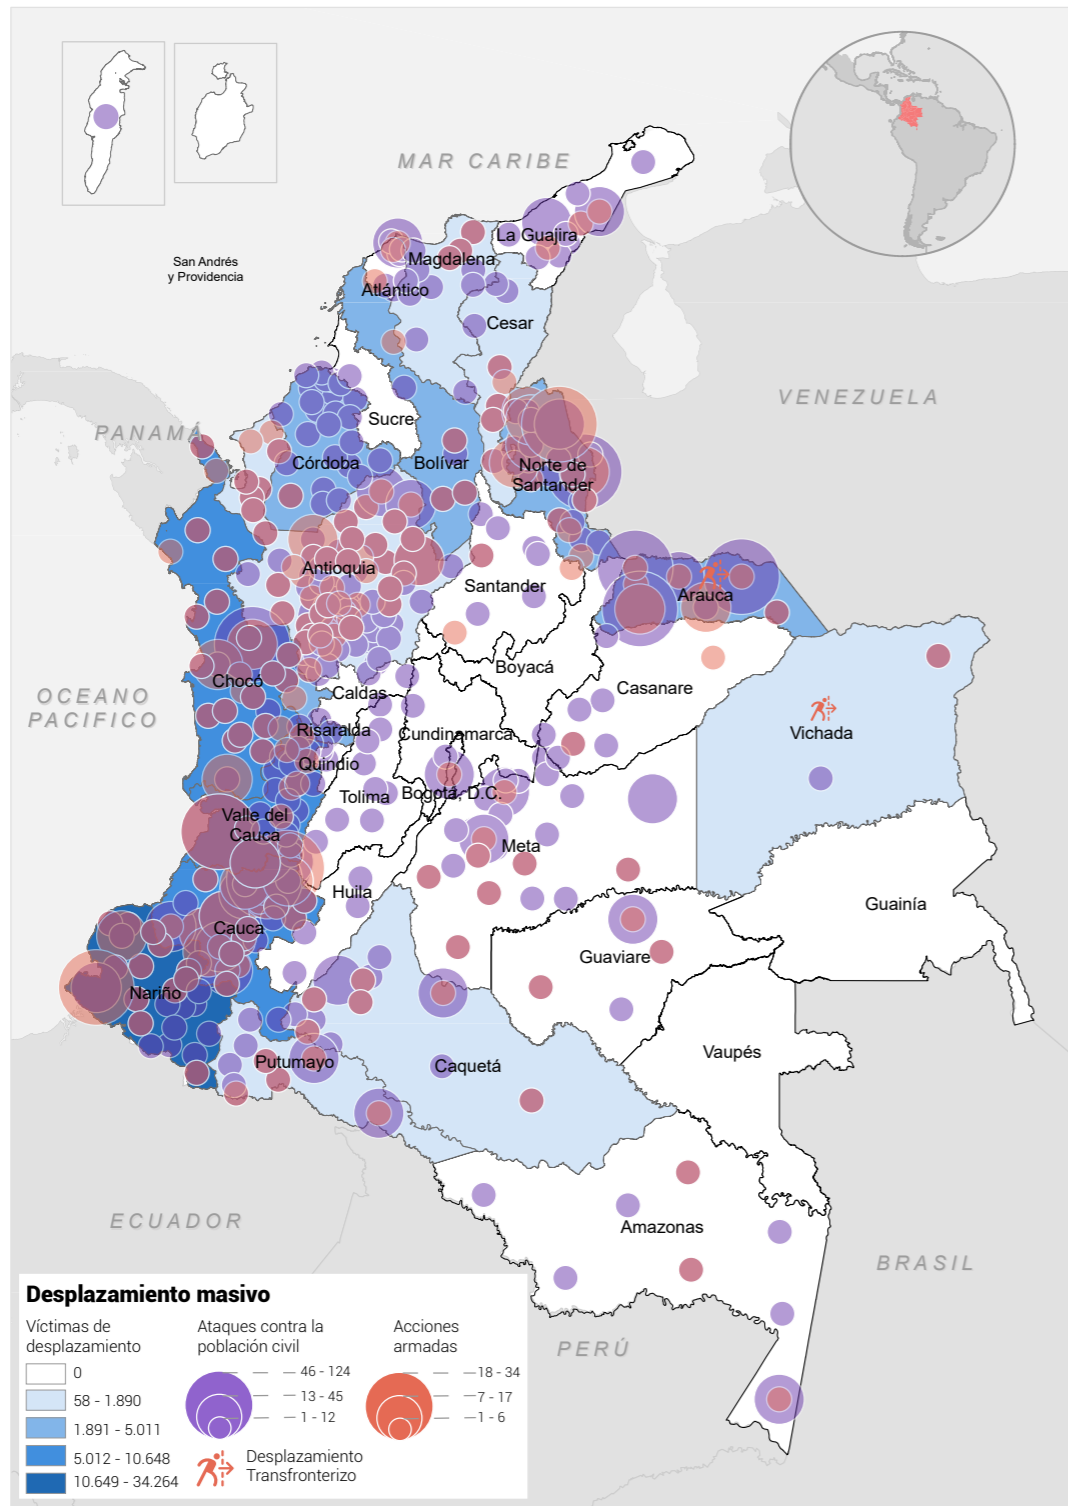 MAR CARIBE
San Andrés
y Providencia
La Guajira
Magdalena
Atlántico
Cesar
VENEZUELA
PANAMÁ
Sucre
Córdoba
Bolívar
Norte de
Santander
Antioquia
Santander
Arauca
Boyacá
Chocó
Casanare
OCEANO
PACIFICO
Caldas
Risaralda
Cundinamarca
Vichada
Quindio
Tolima
Bogotá, D.C.
Valle del
Cauca
Meta
Huila
Guainía
Cauca
Guaviare
Nariño
Vaupés
Putumayo
Caquetá
ECUADOR
Amazonas
BRASIL
PERÚ
Desplazamiento masivo
Víctimas de
desplazamiento
0
58 - 1.890
1.891 - 5.011
5.012 - 10.648
10.649 - 34.264
Ataques contra la
población civil
46 - 124
13 - 45
1 - 12
Acciones
armadas
18 - 34
7 - 17
1 - 6
Desplazamiento
Transfronterizo